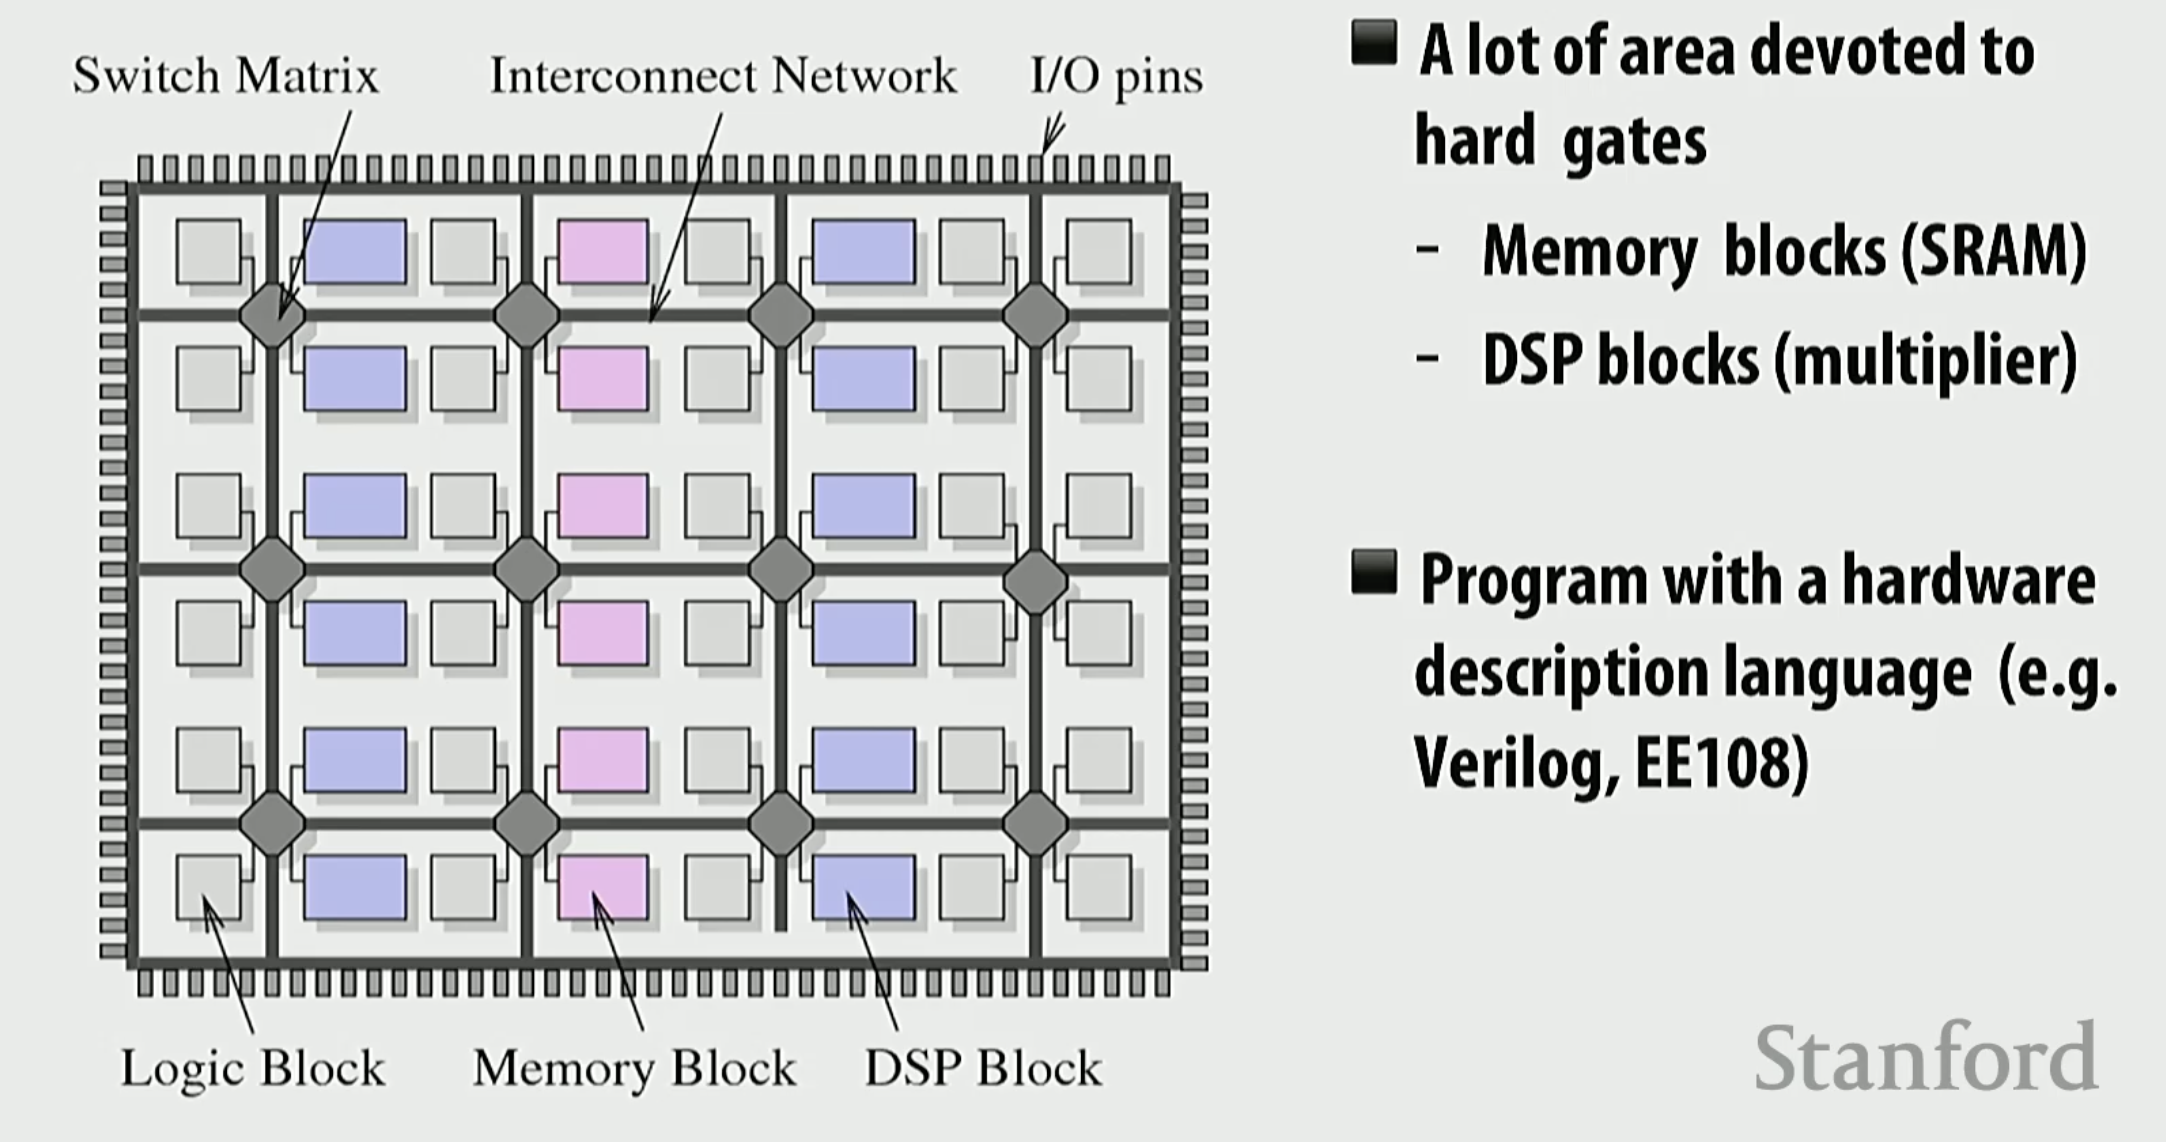 Switch Matrix
Interconnect Network
I/O pins
Logic Block
Memory Block
DSP Block
A lot of area devoted to
hard gates
- Memory blocks (SRAM)
- DSP blocks (multiplier)
Program with a hardware
description language (e.g.
Verilog, EE108)
Stanford